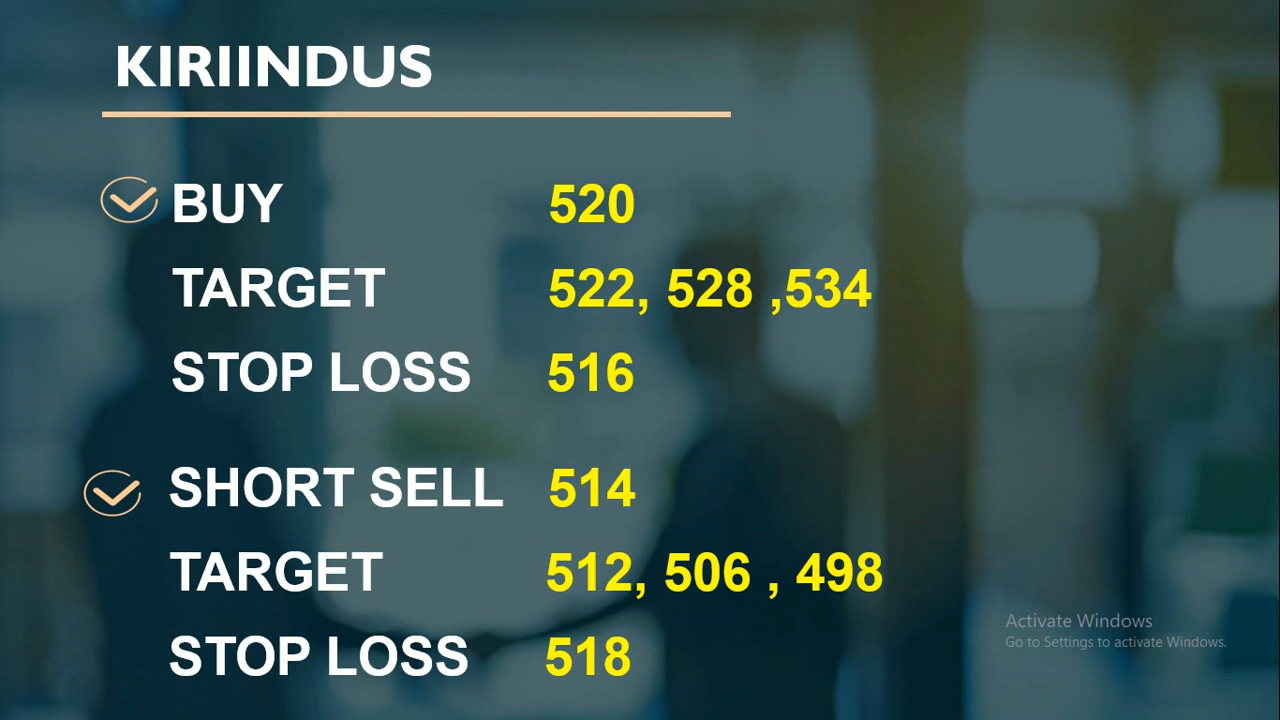 KIRIINDUS
BUY 520
TARGET 522, 528 ,534
STOP LOSS 516
SHORT SELL 514
TARGET 512, 506 , 498
STOP LOSS 518
Activate Windows
Go to Settings to activate Windows.